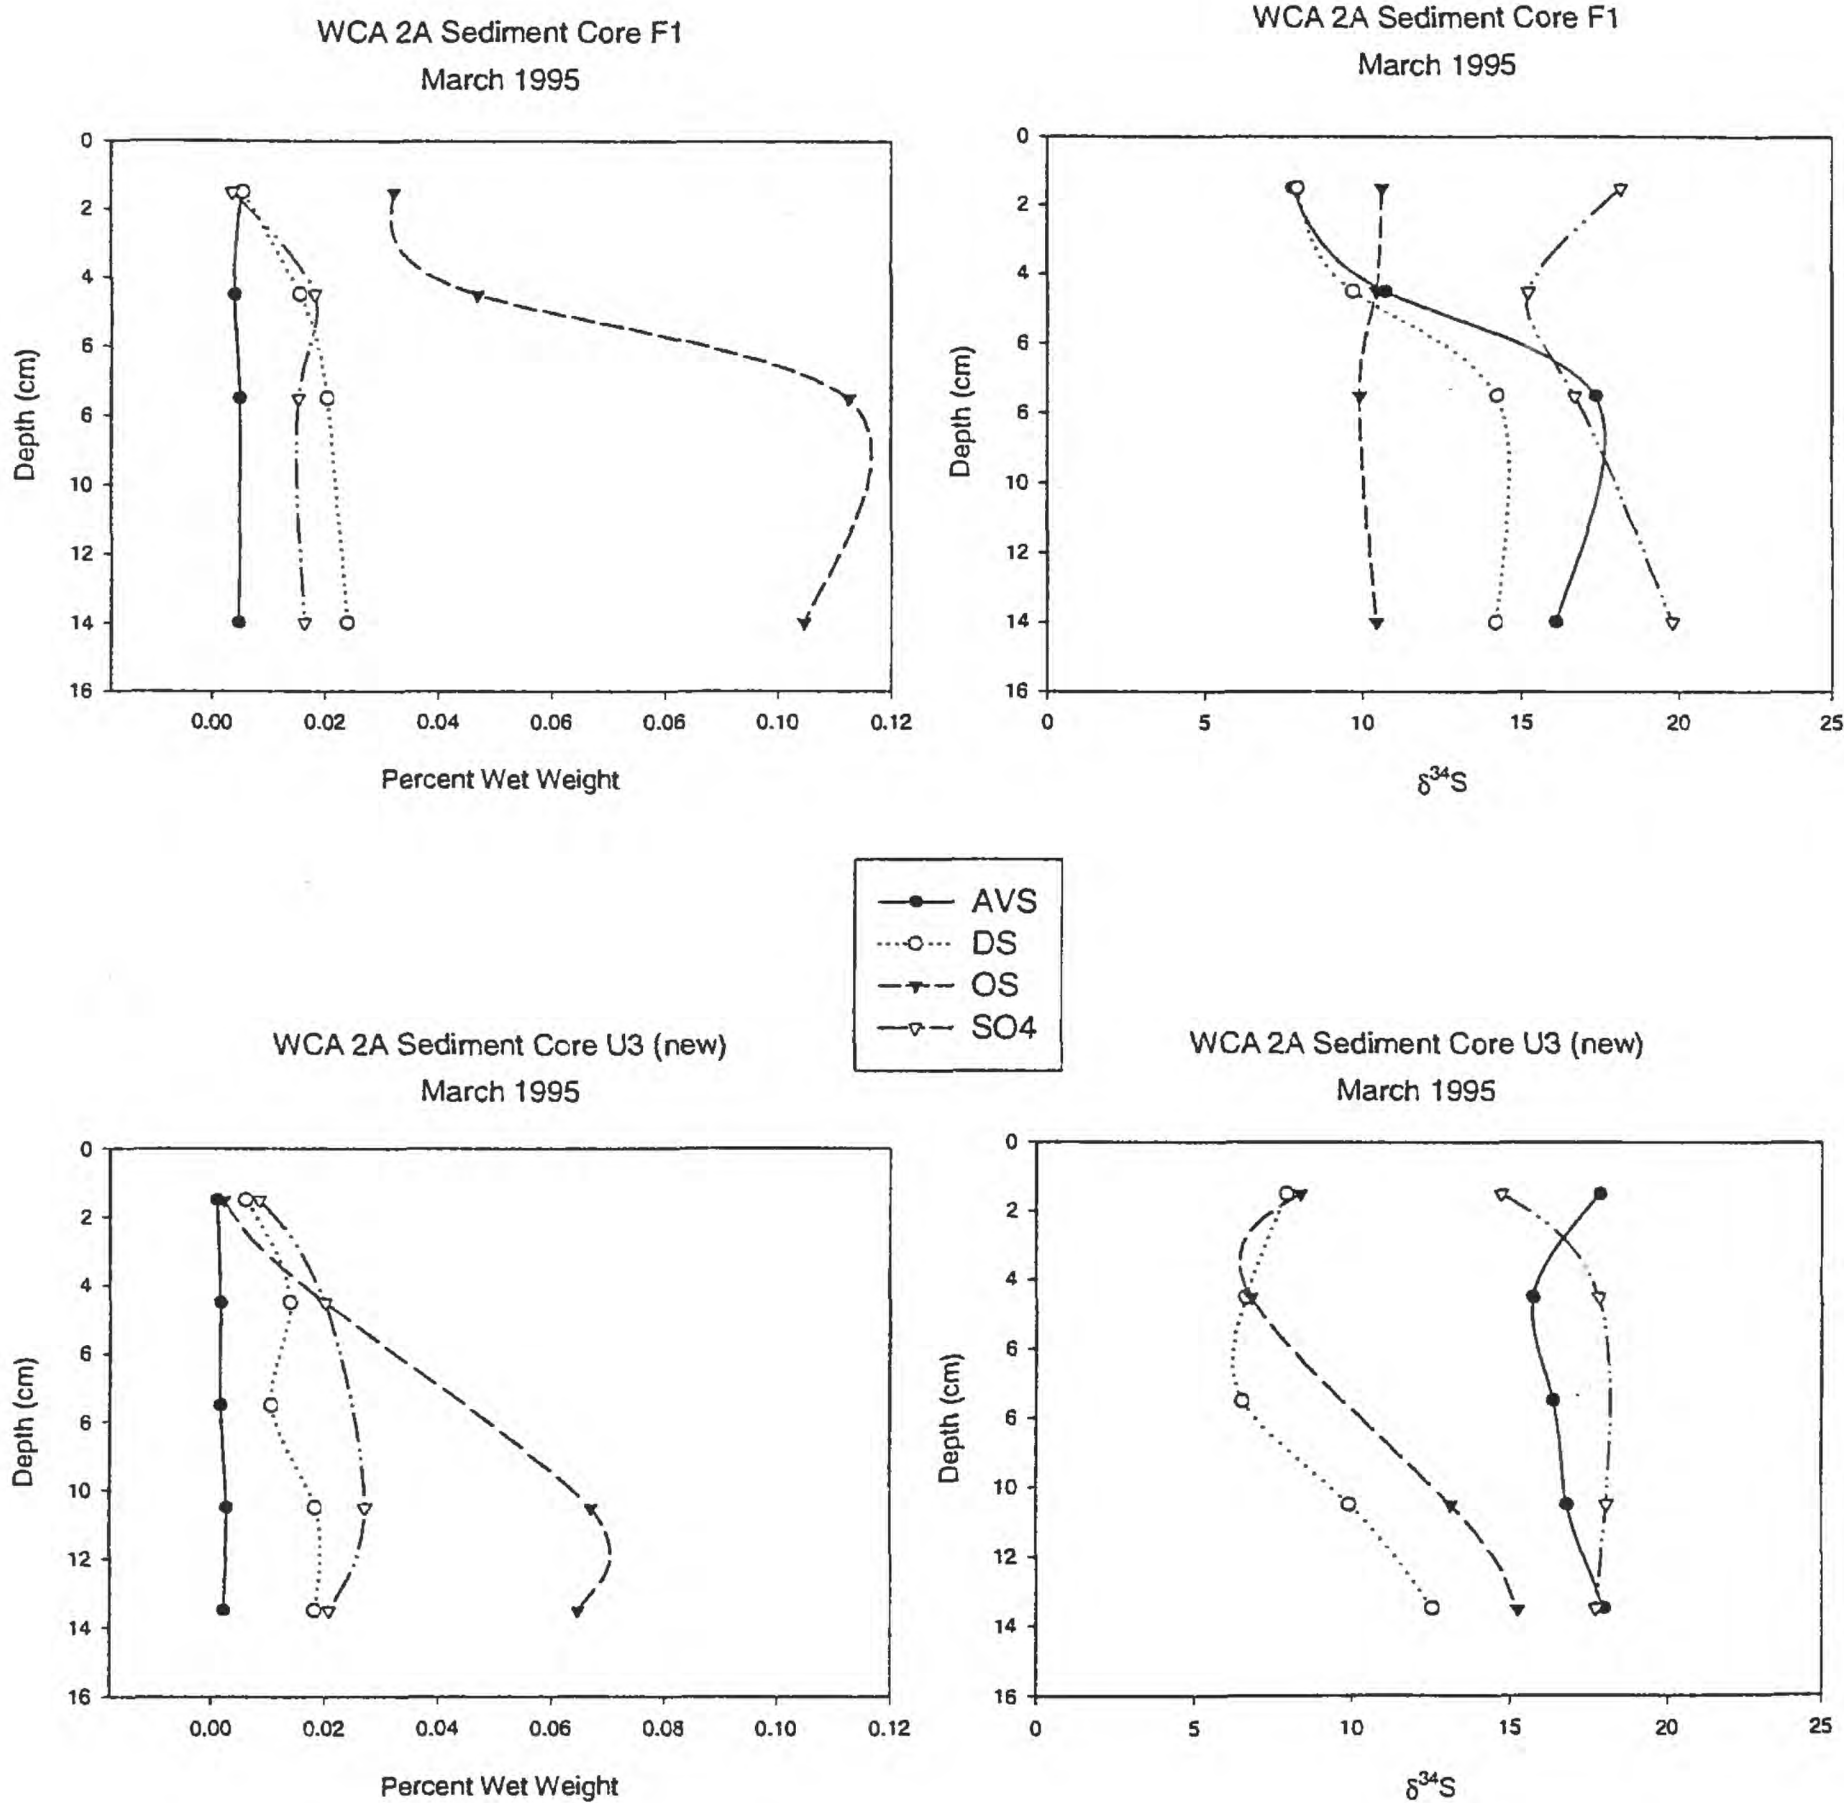 WCA 2A Sediment Core F1
March 1995
0
2
4
6
8
10
12
14
16
Depth (cm)
0.00 0.02 0.04 0.06 0.08 0.10 0.12
Percent Wet Weight
WCA 2A Sediment Core F1
March 1995
0
2
4
6
8
10
12
14
16
Depth (cm)
0 5 10 15 20 25
δ³⁴S
AVS
DS
OS
SO4
WCA 2A Sediment Core U3 (new)
March 1995
0
2
4
6
8
10
12
14
16
Depth (cm)
0.00 0.02 0.04 0.06 0.08 0.10 0.12
Percent Wet Weight
WCA 2A Sediment Core U3 (new)
March 1995
0
2
4
6
8
10
12
14
16
Depth (cm)
0 5 10 15 20 25
δ³⁴S